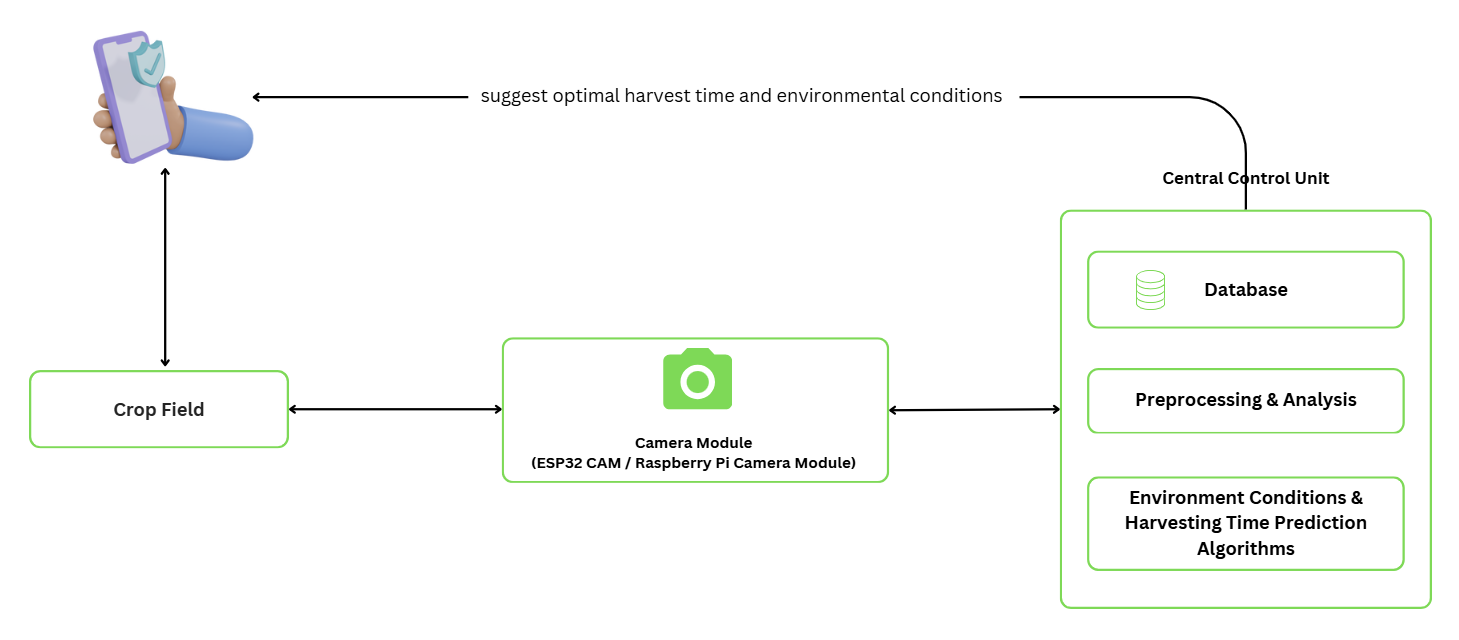 suggest optimal harvest time and environmental conditions
Central Control Unit
Database
Preprocessing & Analysis
Environment Conditions &
Harvesting Time Prediction
Algorithms
Crop Field
Camera Module
(ESP32 CAM / Raspberry Pi Camera Module)